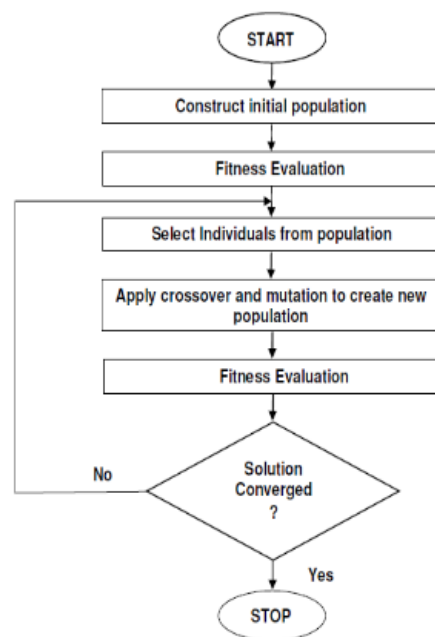 START
Construct initial population
Fitness Evaluation
Select Individuals from population
Apply crossover and mutation to create new
population
Fitness Evaluation
Solution
Converged
?
No
Yes
STOP